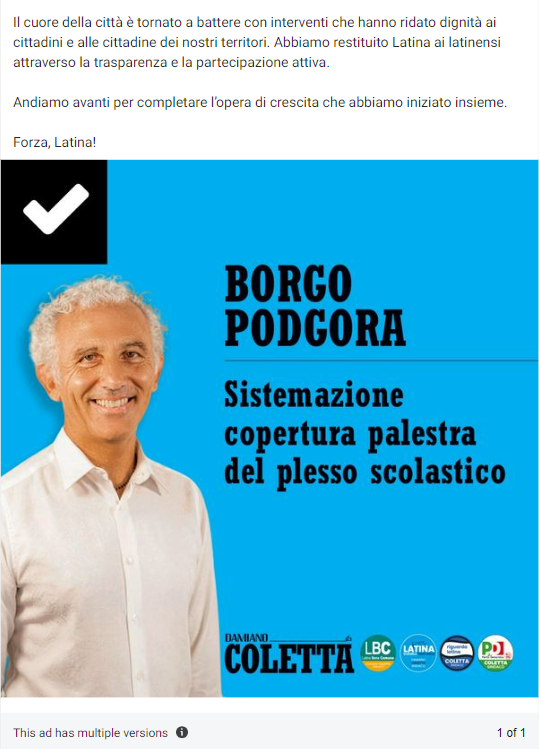 Il cuore della città è tornato a battere con interventi che hanno ridato dignità ai
cittadini e alle cittadine dei nostri territori. Abbiamo restituito Latina ai latinensi
attraverso la trasparenza e la partecipazione attiva.
Andiamo avanti per completare l'opera di crescita che abbiamo iniziato insieme.
Forza, Latina!
BORGO
PODGORA
Sistemazione
copertura palestra
del plesso scolastico
DAMIANO
COLETTA
LBC
LATINA
riguarda
latina
COLETTA
PD
COLETTA
SINDACO
This ad has multiple versions
1 of 1